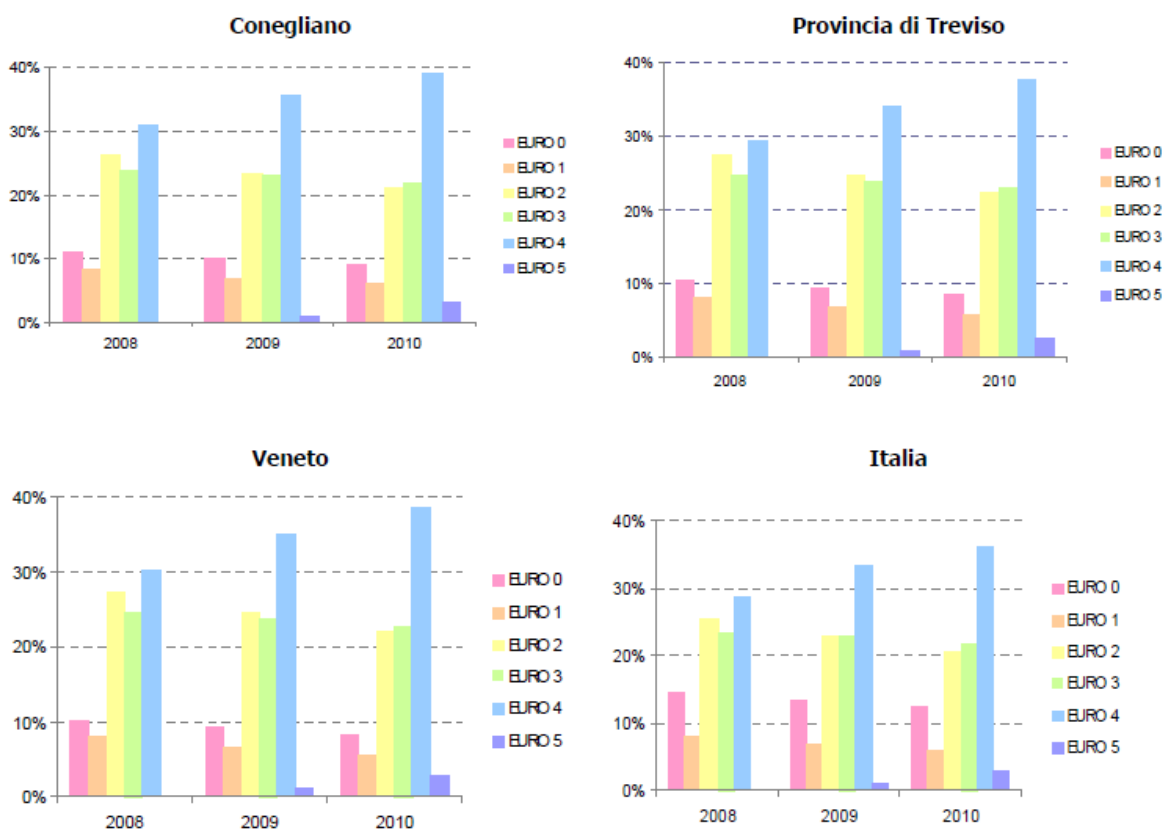 Conegliano
40%
30%
20%
10%
0%
2008
2009
2010
EURO 0
EURO 1
EURO 2
EURO 3
EURO 4
EURO 5
Provincia di Treviso
40%
30%
20%
10%
0%
2008
2009
2010
EURO 0
EURO 1
EURO 2
EURO 3
EURO 4
EURO 5
Veneto
40%
30%
20%
10%
0%
2008
2009
2010
EURO 0
EURO 1
EURO 2
EURO 3
EURO 4
EURO 5
Italia
40%
30%
20%
10%
0%
2008
2009
2010
EURO 0
EURO 1
EURO 2
EURO 3
EURO 4
EURO 5